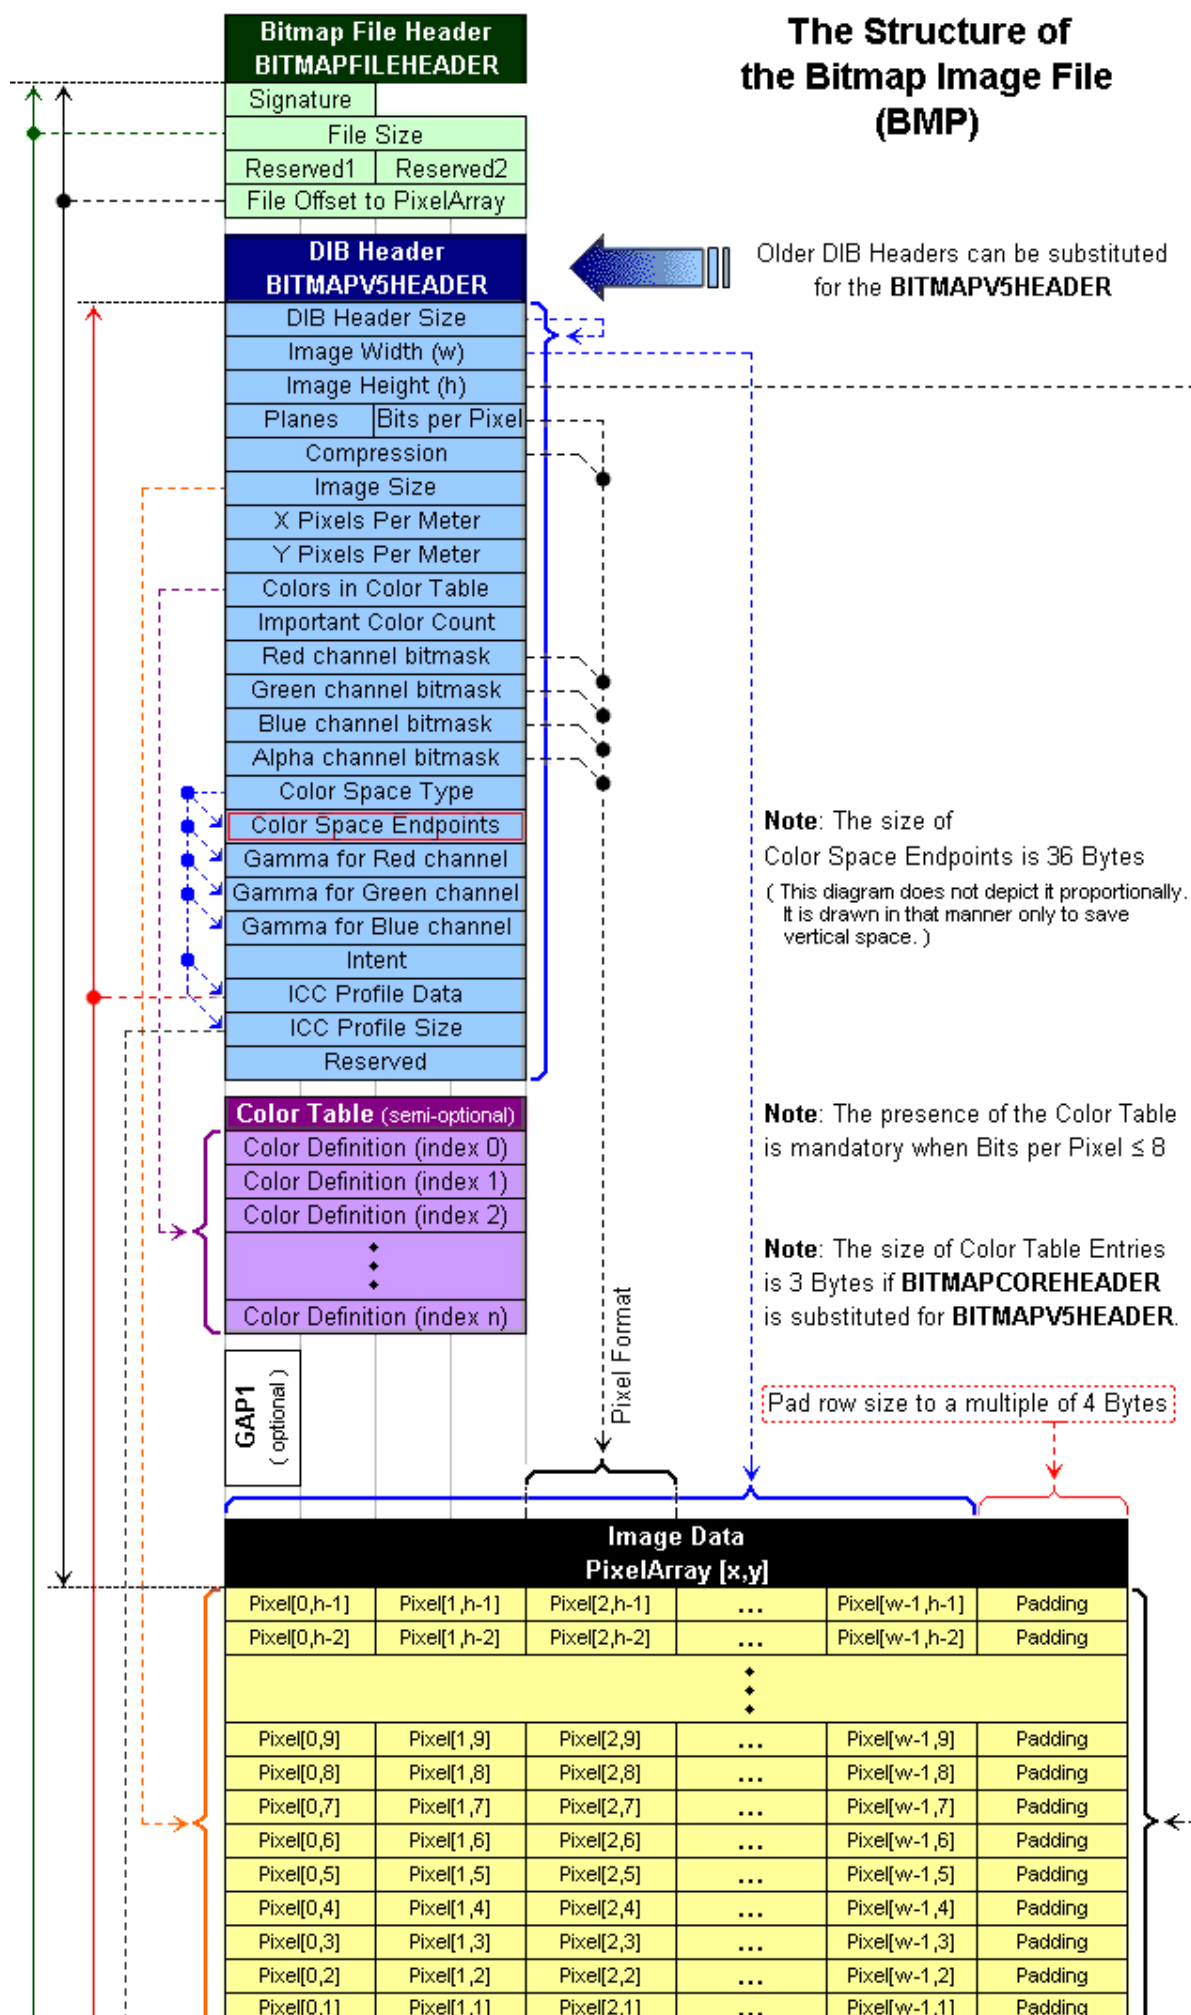 Bitmap File Header
BITMAPFILEHEADER
The Structure of
the Bitmap Image File
(BMP)
Signature
File Size
Reserved1 Reserved2
File Offset to PixelArray
DIB Header
BITMAPV5HEADER
Older DIB Headers can be substituted
for the BITMAPV5HEADER
DIB Header Size
Image Width (w)
Image Height (h)
Planes Bits per Pixel
Compression
Image Size
X Pixels Per Meter
Y Pixels Per Meter
Colors in Color Table
Important Color Count
Red channel bitmask
Green channel bitmask
Blue channel bitmask
Alpha channel bitmask
Color Space Type
Color Space Endpoints
Gamma for Red channel
Gamma for Green channel
Gamma for Blue channel
Intent
ICC Profile Data
ICC Profile Size
Reserved
Note: The size of
Color Space Endpoints is 36 Bytes
( This diagram does not depict it proportionally.
It is drawn in that manner only to save
vertical space. )
Color Table (semi-optional)
Color Definition (index 0)
Color Definition (index 1)
Color Definition (index 2)
Color Definition (index n)
Note: The presence of the Color Table
is mandatory when Bits per Pixel ≤ 8
Note: The size of Color Table Entries
is 3 Bytes if BITMAPCOREHEADER
is substituted for BITMAPV5HEADER.
GAP1
( optional )
Pixel Format
Pad row size to a multiple of 4 Bytes
Image Data
PixelArray [x,y]
Pixel[0,h-1] Pixel[1,h-1] Pixel[2,h-1] ... Pixel[w-1,h-1] Padding
Pixel[0,h-2] Pixel[1,h-2] Pixel[2,h-2] ... Pixel[w-1,h-2] Padding
Pixel[0,9] Pixel[1,9] Pixel[2,9] ... Pixel[w-1,9] Padding
Pixel[0,8] Pixel[1,8] Pixel[2,8] ... Pixel[w-1,8] Padding
Pixel[0,7] Pixel[1,7] Pixel[2,7] ... Pixel[w-1,7] Padding
Pixel[0,6] Pixel[1,6] Pixel[2,6] ... Pixel[w-1,6] Padding
Pixel[0,5] Pixel[1,5] Pixel[2,5] ... Pixel[w-1,5] Padding
Pixel[0,4] Pixel[1,4] Pixel[2,4] ... Pixel[w-1,4] Padding
Pixel[0,3] Pixel[1,3] Pixel[2,3] ... Pixel[w-1,3] Padding
Pixel[0,2] Pixel[1,2] Pixel[2,2] ... Pixel[w-1,2] Padding
Pixel[0,1] Pixel[1,1] Pixel[2,1] ... Pixel[w-1,1] Padding